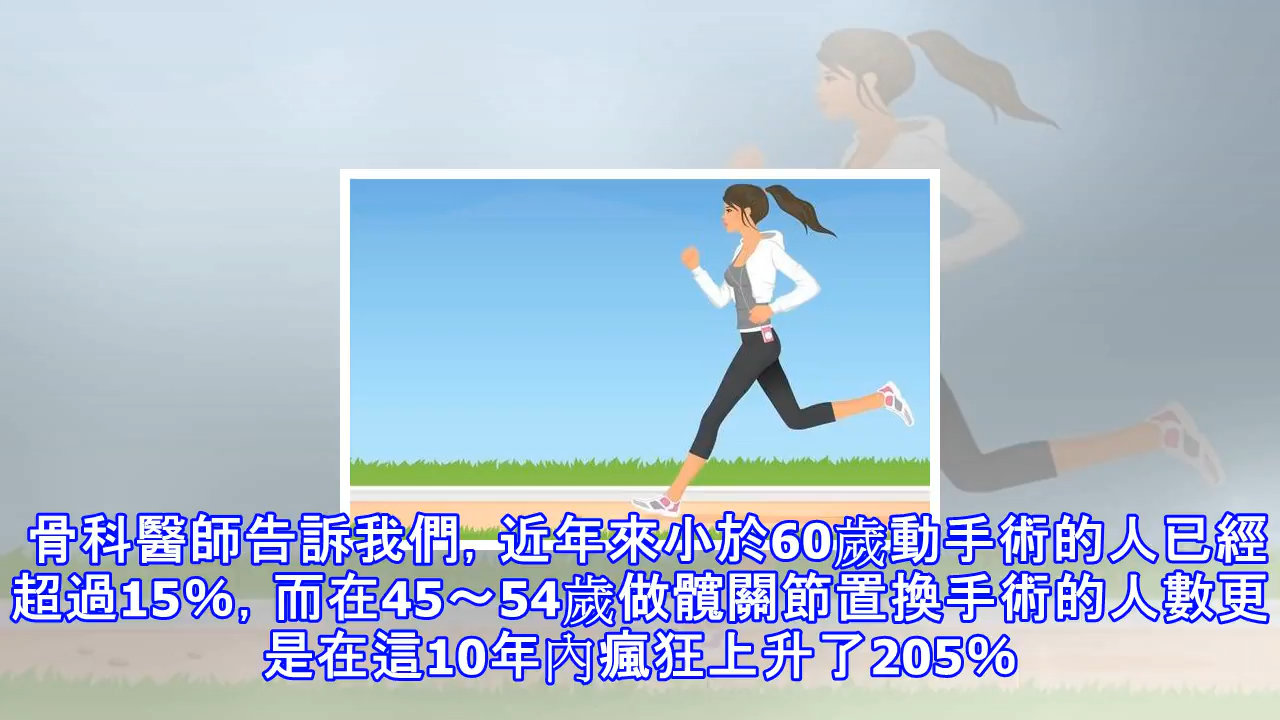 骨科醫師告訴我們, 近年來小於60歲動手術的人已經
超過15%, 而在45～54歲做髖關節置換手術的人數更
是在這10年內瘋狂上升了205%